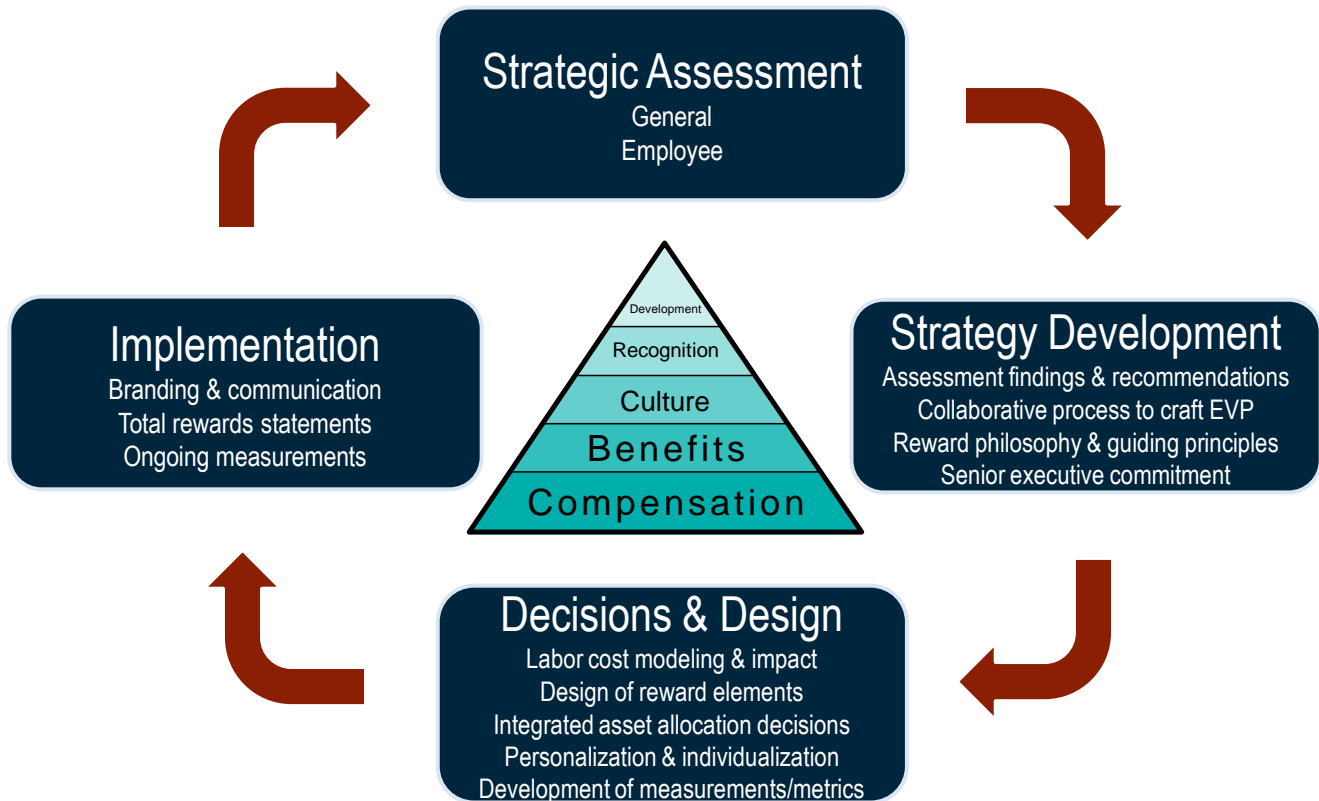 Strategic Assessment
General
Employee
Implementation
Branding & communication
Total rewards statements
Ongoing measurements
Development
Recognition
Culture
Benefits
Compensation
Strategy Development
Assessment findings & recommendations
Collaborative process to craft EVP
Reward philosophy & guiding principles
Senior executive commitment
Decisions & Design
Labor cost modeling & impact
Design of reward elements
Integrated asset allocation decisions
Personalization & individualization
Development of measurements/metrics